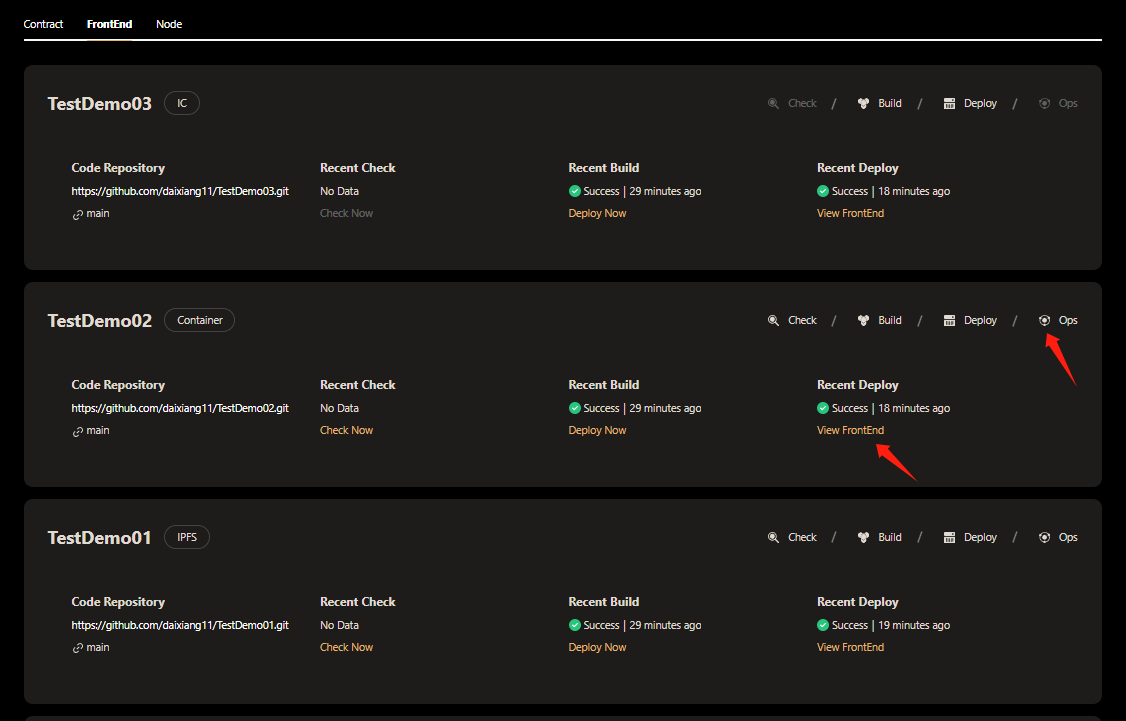 Contract FrontEnd Node
TestDemo03 IC Check / Build / Deploy / Ops
Code Repository Recent Check Recent Build Recent Deploy
https://github.com/daixiang11/TestDemo03.git No Data Success | 29 minutes ago Success | 18 minutes ago
main Check Now Deploy Now View FrontEnd
TestDemo02 Container Check / Build / Deploy / Ops
Code Repository Recent Check Recent Build Recent Deploy
https://github.com/daixiang11/TestDemo02.git No Data Success | 29 minutes ago Success | 18 minutes ago
main Check Now Deploy Now View FrontEnd
TestDemo01 IPFS Check / Build / Deploy / Ops
Code Repository Recent Check Recent Build Recent Deploy
https://github.com/daixiang11/TestDemo01.git No Data Success | 29 minutes ago Success | 19 minutes ago
main Check Now Deploy Now View FrontEnd